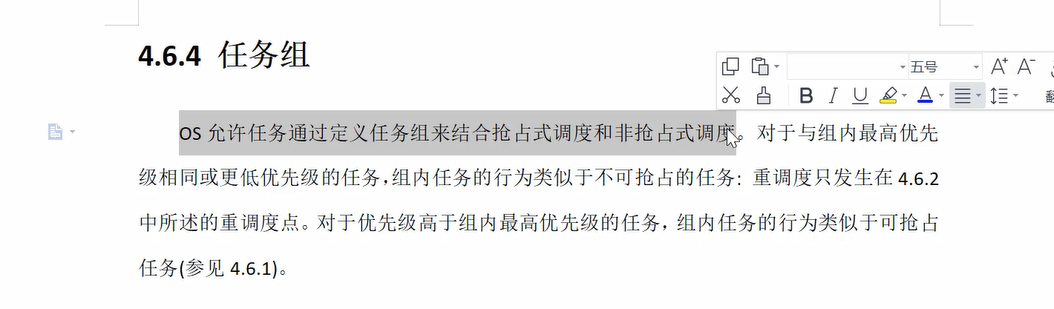 4.6.4 任务组
五号
A⁺ A⁻
B I U A
OS 允许任务通过定义任务组来结合抢占式调度和非抢占式调度。对于与组内最高优先
级相同或更低优先级的任务,组内任务的行为类似于不可抢占的任务: 重调度只发生在 4.6.2
中所述的重调度点。对于优先级高于组内最高优先级的任务, 组内任务的行为类似于可抢占
任务(参见 4.6.1)。